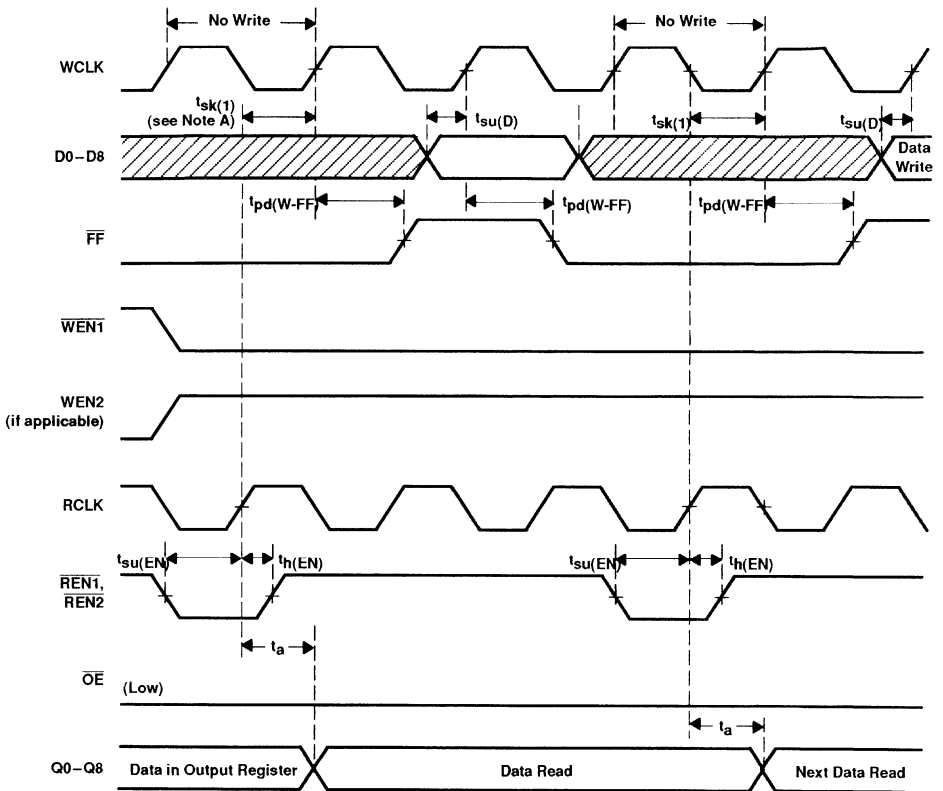 No Write
No Write
WCLK
tsk(1)
(see Note A)
tsu(D)
tsk(1)
tsu(D)
D0–D8
Data
Write
tpd(W-FF)
tpd(W-FF)
tpd(W-FF
FF
WEN1
WEN2
(if applicable)
RCLK
tsu(EN)
th(EN)
tsu(EN)
th(EN)
REN1,
REN2
ta
OE
(Low)
ta
Q0–Q8
Data in Output Register
Data Read
Next Data Read